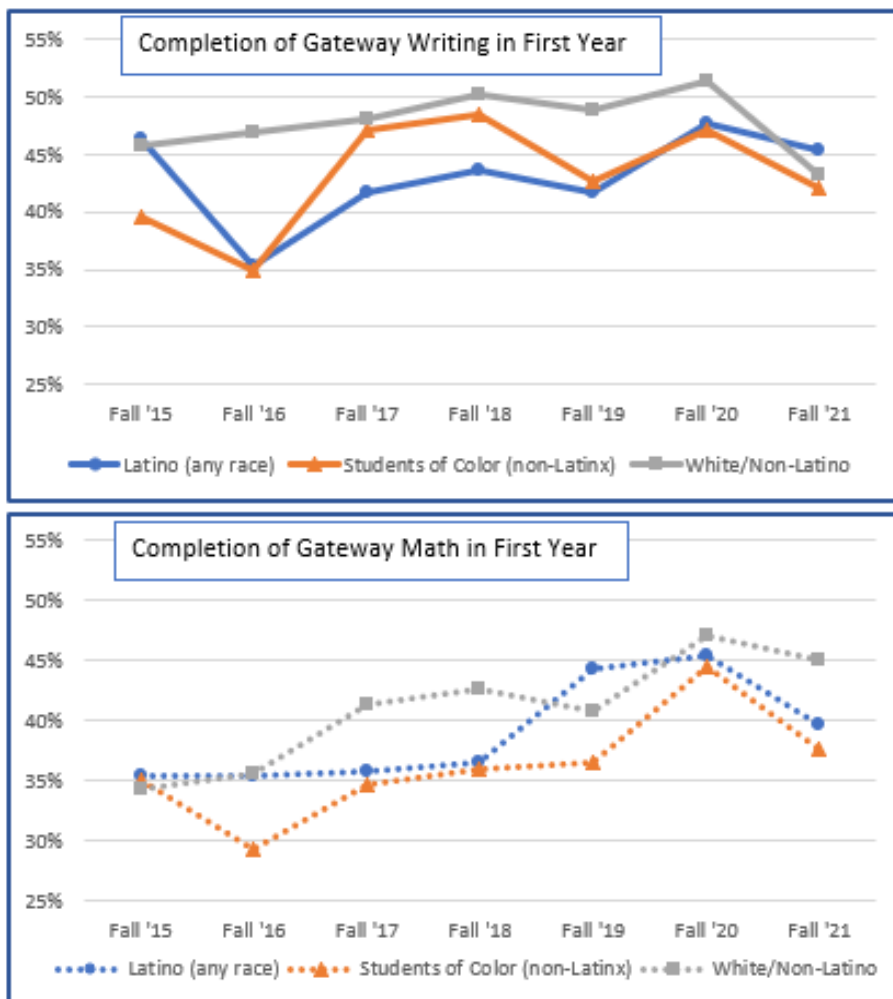 Completion of Gateway Writing in First Year
55%
50%
45%
40%
35%
30%
25%
Fall '15 Fall '16 Fall '17 Fall '18 Fall '19 Fall '20 Fall '21
Latino (any race) Students of Color (non-Latinx) White/Non-Latino
Completion of Gateway Math in First Year
55%
50%
45%
40%
35%
30%
25%
Fall '15 Fall '16 Fall '17 Fall '18 Fall '19 Fall '20 Fall '21
Latino (any race) Students of Color (non-Latinx) White/Non-Latino